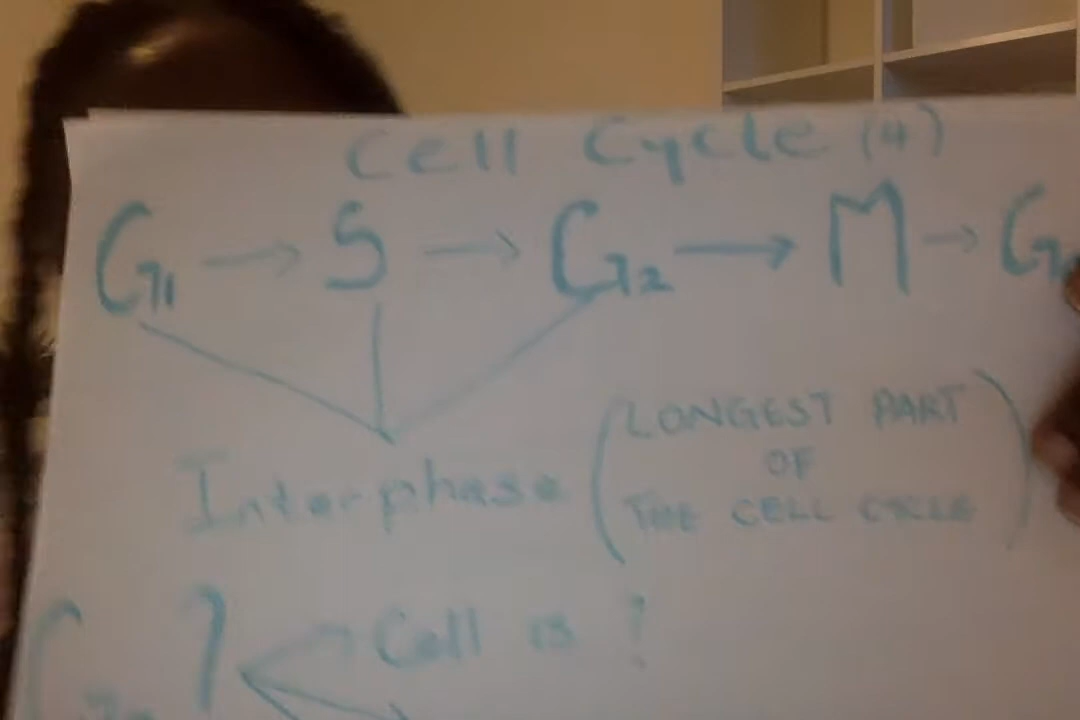 Cell Cycle (4)
G1 → S → G2 → M → G
Interphase (LONGEST PART
OF
THE CELL CYCLE)
? Cell is ?